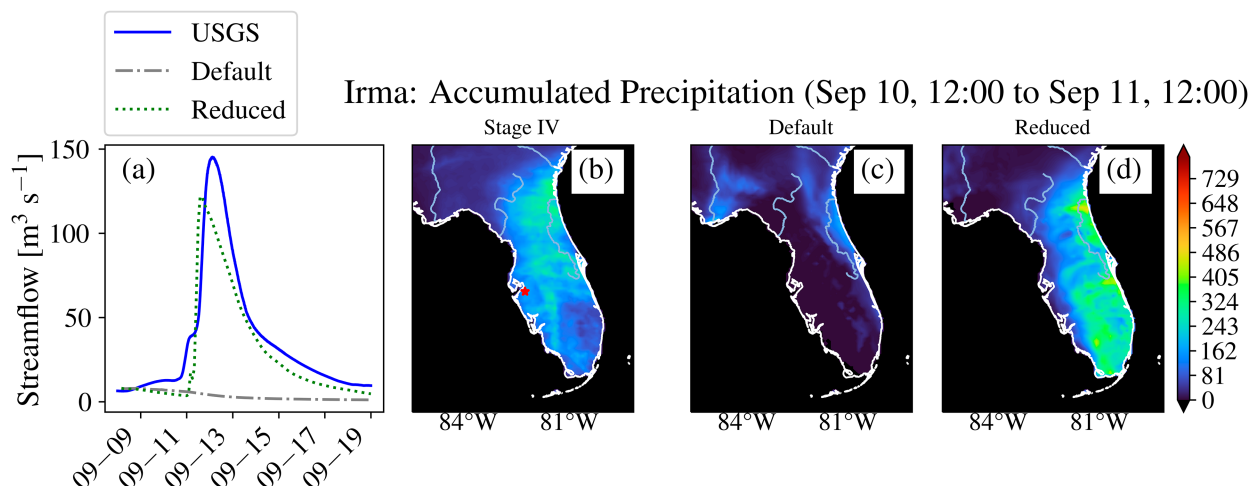 USGS
Default
Reduced
Irma: Accumulated Precipitation (Sep 10, 12:00 to Sep 11, 12:00)
Stage IV
Default
Reduced
(a)
(b)
(c)
(d)
Streamflow [m³ s⁻¹]
150
100
50
0
09−09
09−11
09−13
09−15
09−17
09−19
84°W
81°W
84°W
81°W
84°W
81°W
729
648
567
486
405
324
243
162
81
0